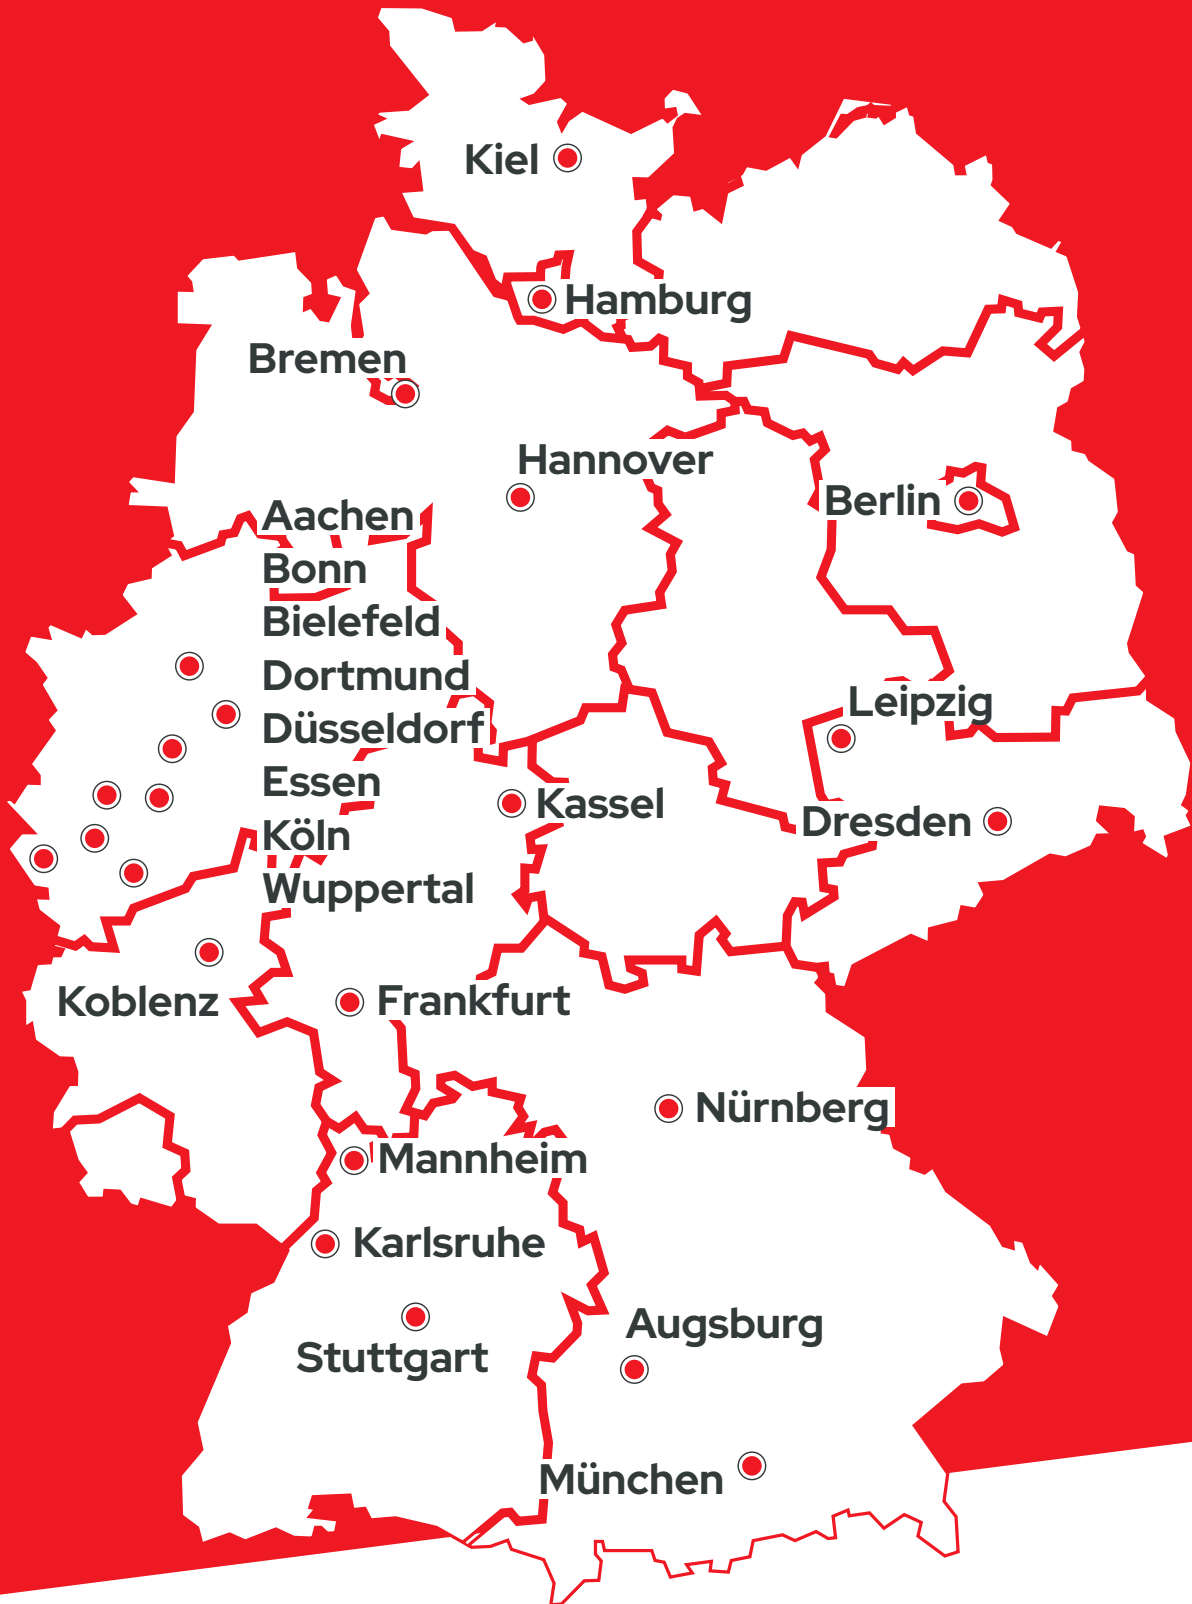 Kiel
Hamburg
Bremen
Hannover
Berlin
Aachen
Bonn
Bielefeld
Dortmund
Düsseldorf
Essen
Köln
Wuppertal
Leipzig
Kassel
Dresden
Koblenz
Frankfurt
Nürnberg
Mannheim
Karlsruhe
Augsburg
Stuttgart
München